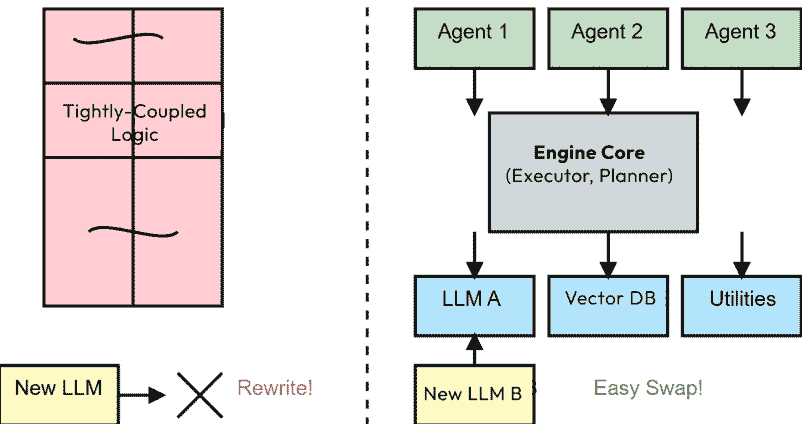 Tightly-Coupled
Logic
New LLM
Rewrite!
Agent 1
Agent 2
Agent 3
Engine Core
(Executor, Planner)
LLM A
Vector DB
Utilities
New LLM B
Easy Swap!